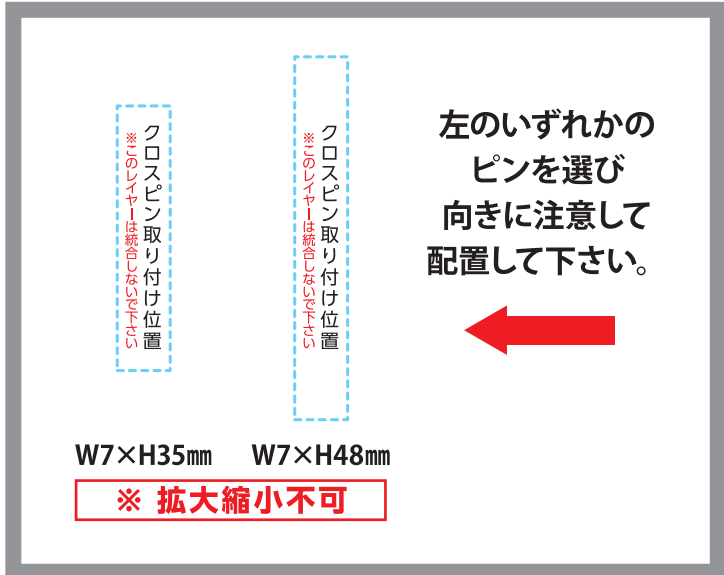 クロスピン取り付け位置
※このレイヤーは統合しないで下さい
クロスピン取り付け位置
※このレイヤーは統合しないで下さい
左のいずれかの
ピンを選び
向きに注意して
配置して下さい。
W7×H35㎜
W7×H48㎜
※ 拡大縮小不可